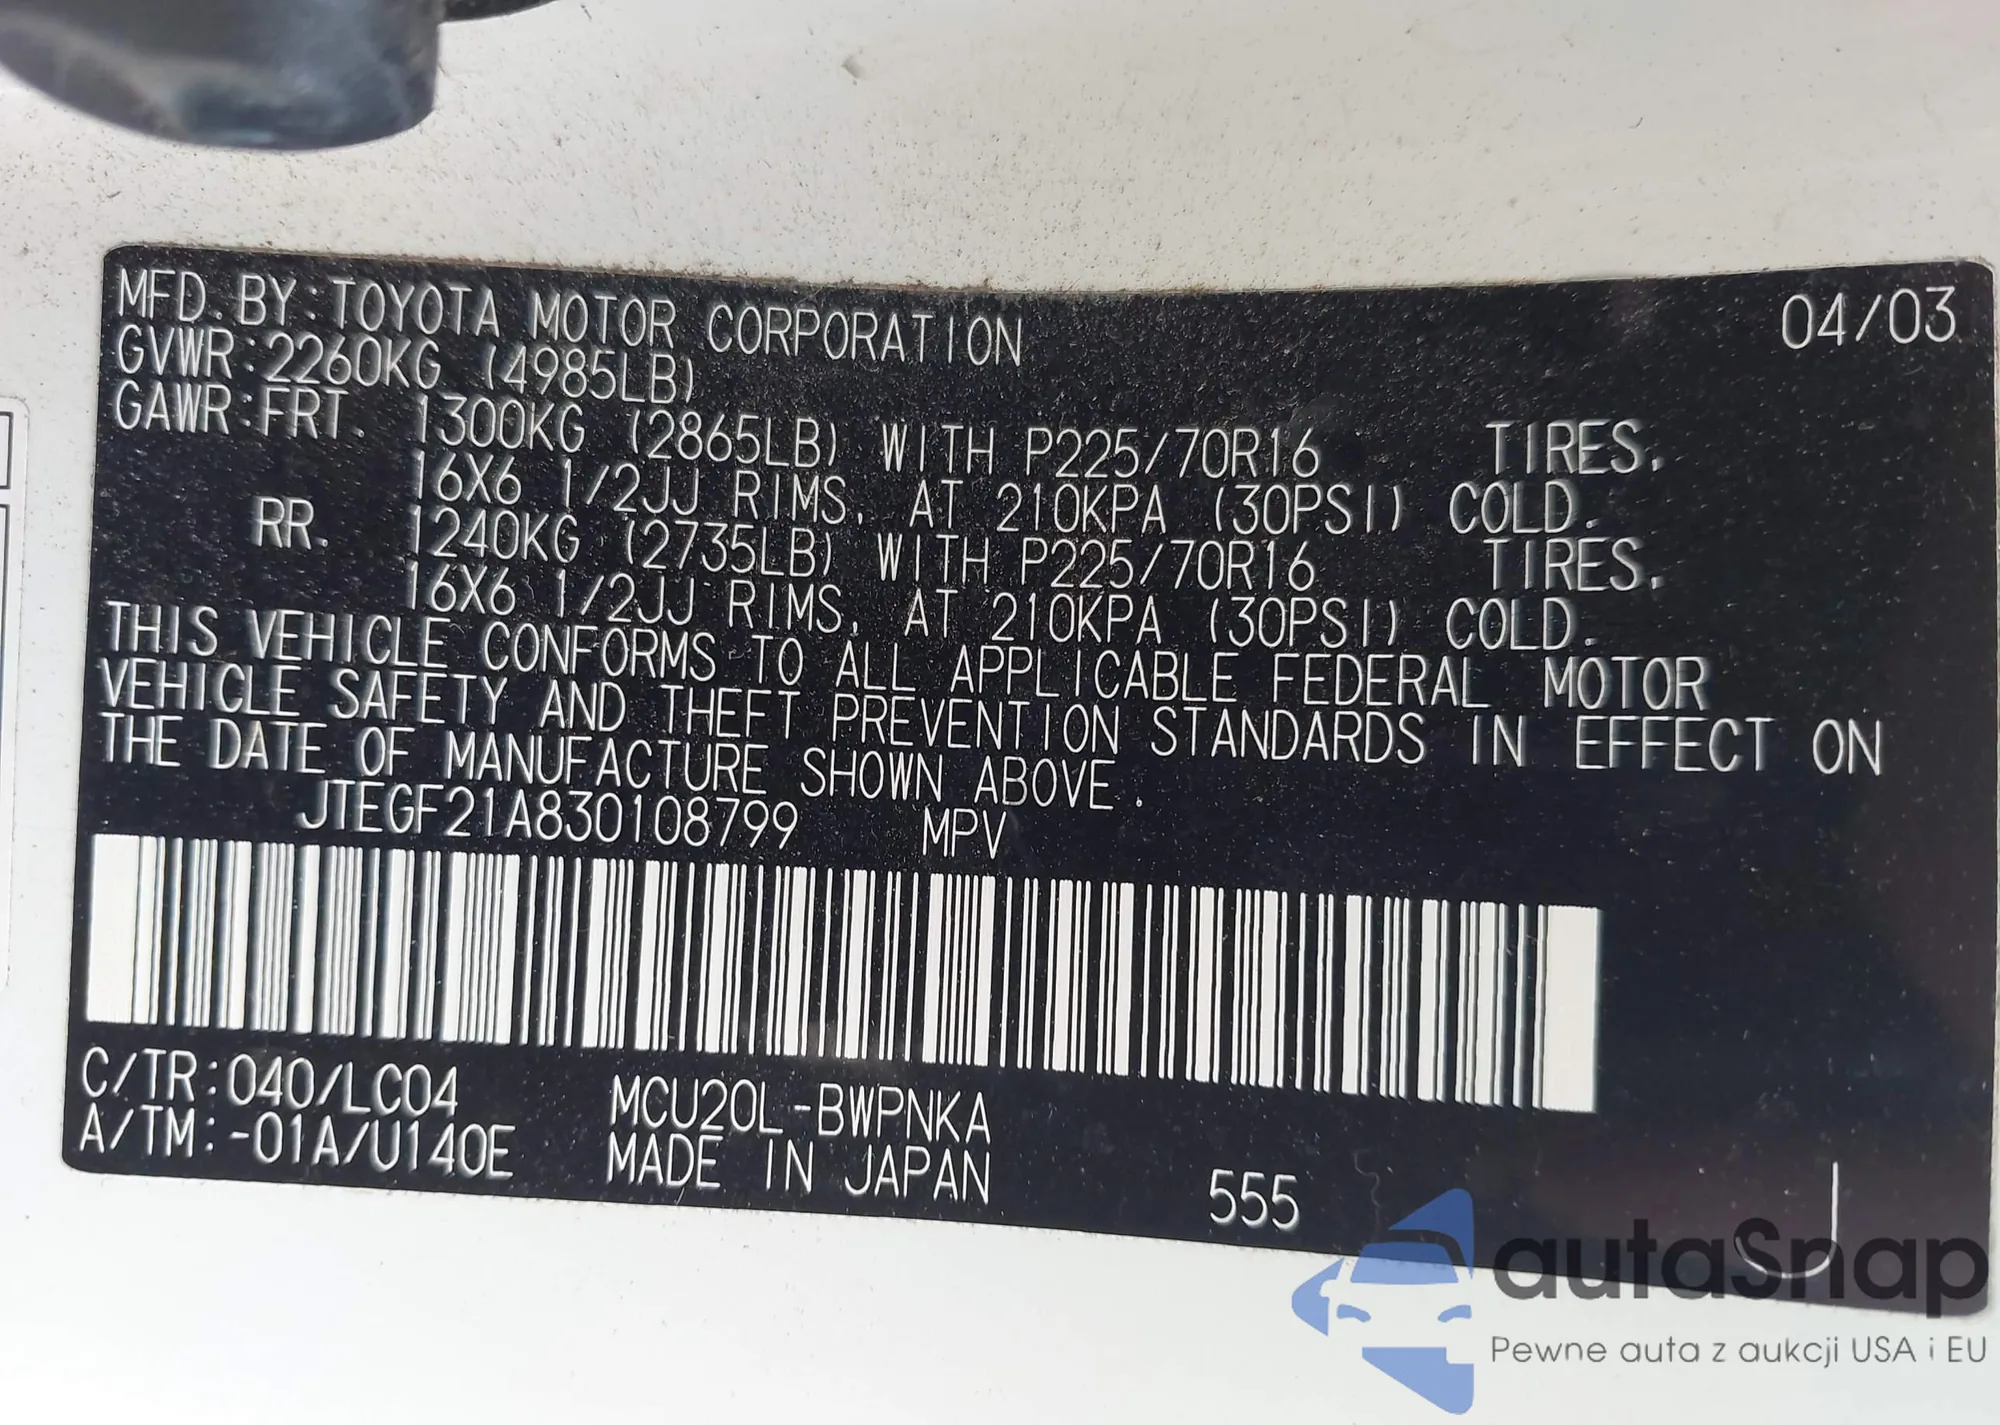 MFD. BY:TOYOTA MOTOR CORPORATION 04/03
GVWR:2260KG (4985LB)
GAWR:FRT. 1300KG (2865LB) WITH P225/70R16 TIRES.
16X6 1/2JJ RIMS, AT 210KPA (30PSI) COLD.
RR. 1240KG (2735LB) WITH P225/70R16 TIRES.
16X6 1/2JJ RIMS, AT 210KPA (30PSI) COLD.
THIS VEHICLE CONFORMS TO ALL APPLICABLE FEDERAL MOTOR
VEHICLE SAFETY AND THEFT PREVENTION STANDARDS IN EFFECT ON
THE DATE OF MANUFACTURE SHOWN ABOVE.
JTEGF21A830108799 MPV
C/TR:040/LC04 MCU20L-BWPNKA
A/TM:-01A/U140E MADE IN JAPAN 555 J
autoSnap
Pewne auta z aukcji USA i EU